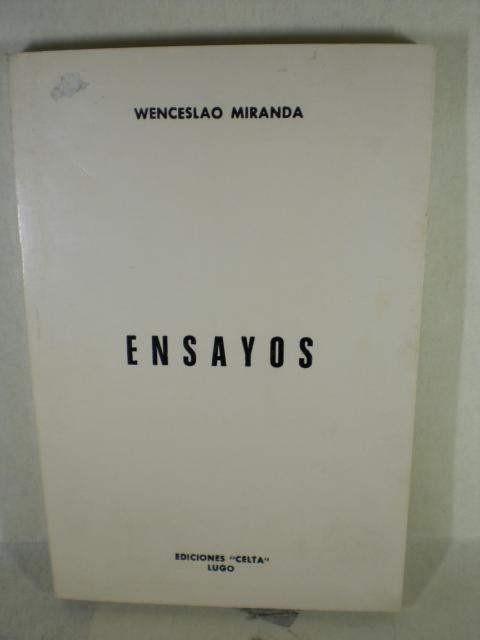 WENCESLAO MIRANDA
ENSAYOS
EDICIONES "CELTA"
LUGO